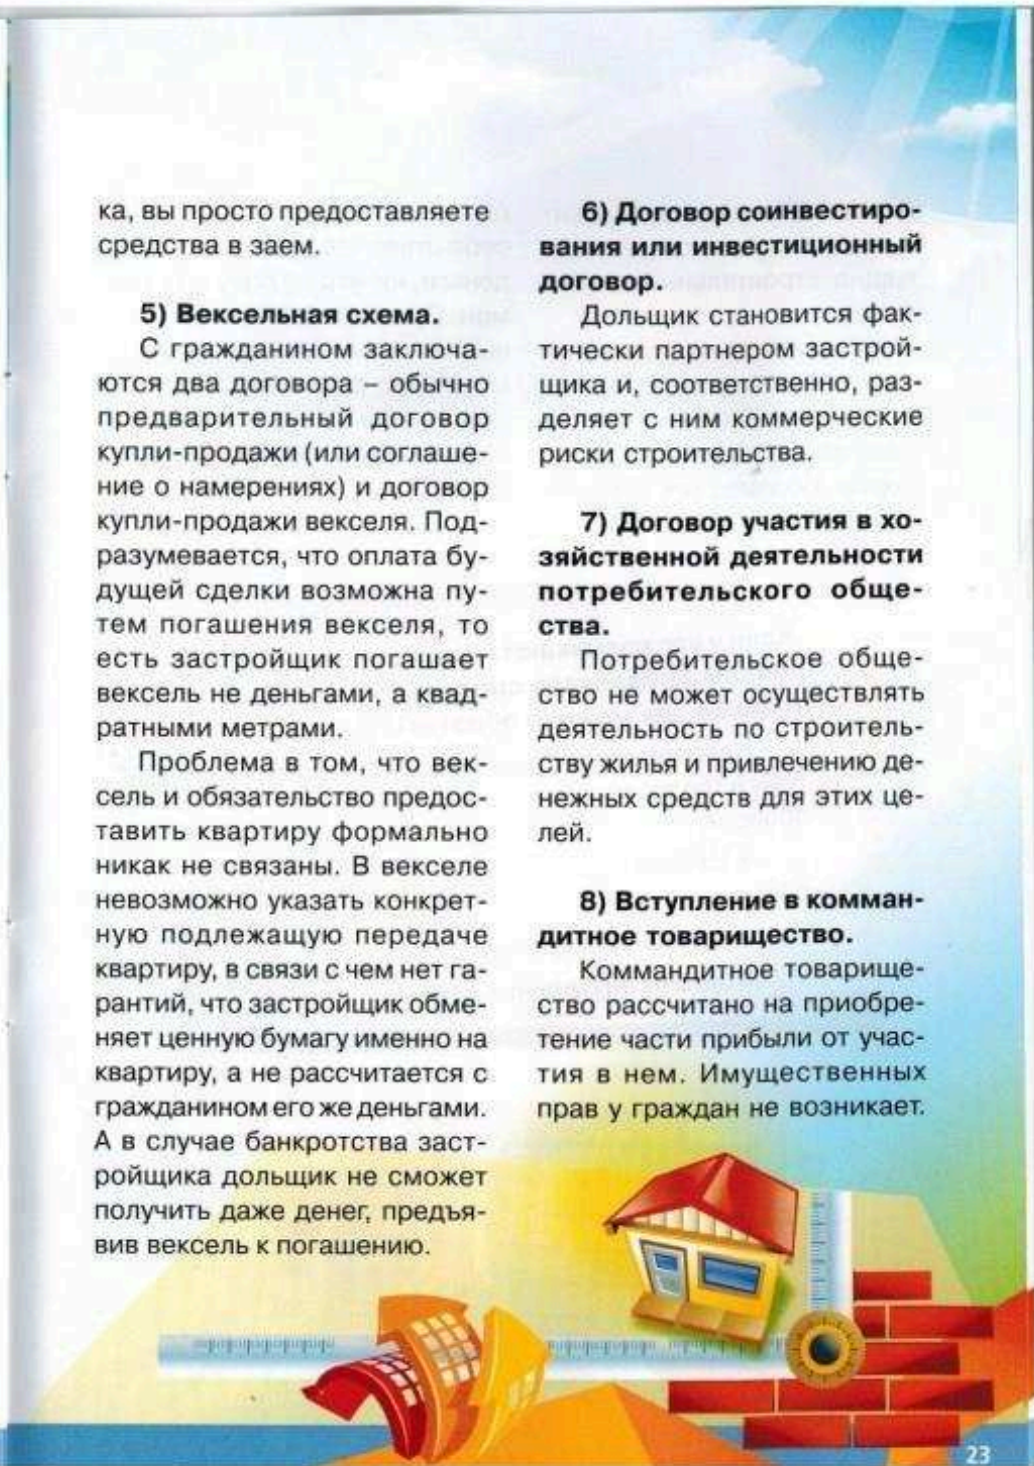 ка, вы просто предоставляете
средства в заем.
5) Вексельная схема.
С гражданином заключа-
ются два договора – обычно
предварительный договор
купли-продажи (или соглаше-
ние о намерениях) и договор
купли-продажи векселя. Под-
разумевается, что оплата бу-
дущей сделки возможна пу-
тем погашения векселя, то
есть застройщик погашает
вексель не деньгами, а квад-
ратными метрами.
Проблема в том, что век-
сель и обязательство предос-
тавить квартиру формально
никак не связаны. В векселе
невозможно указать конкрет-
ную подлежащую передаче
квартиру, в связи с чем нет га-
рантий, что застройщик обме-
няет ценную бумагу именно на
квартиру, а не рассчитается с
гражданином его же деньгами.
А в случае банкротства заст-
ройщика дольщик не сможет
получить даже денег, предъя-
вив вексель к погашению.
6) Договор соинвестиро-
вания или инвестиционный
договор.
Дольщик становится фак-
тически партнером застрой-
щика и, соответственно, раз-
деляет с ним коммерческие
риски строительства.
7) Договор участия в хо-
зяйственной деятельности
потребительского обще-
ства.
Потребительское обще-
ство не может осуществлять
деятельность по строитель-
ству жилья и привлечению де-
нежных средств для этих це-
лей.
8) Вступление в комман-
дитное товарищество.
Коммандитное товарище-
ство рассчитано на приобре-
тение части прибыли от учас-
тия в нем. Имущественных
прав у граждан не возникает.
23